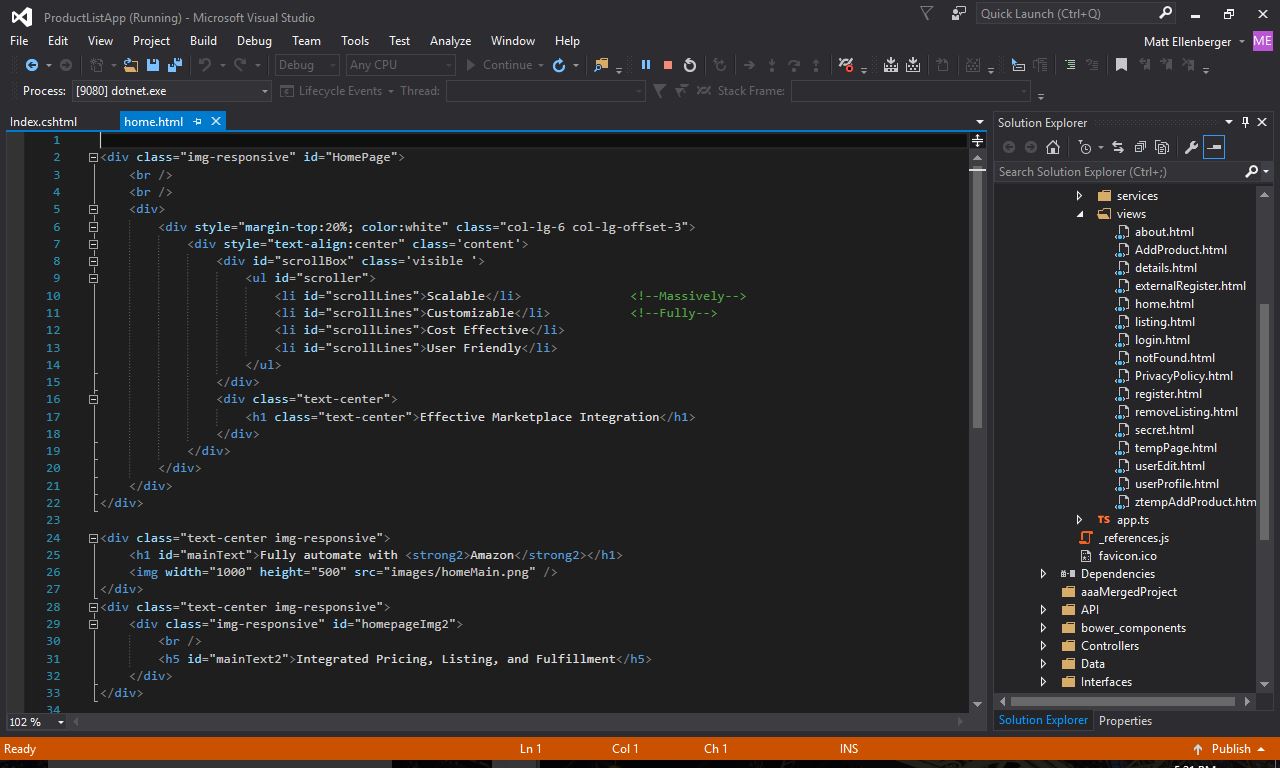 ProductListApp (Running) - Microsoft Visual Studio
Quick Launch (Ctrl+Q)
File Edit View Project Build Debug Team Tools Test Analyze Window Help
Matt Ellenberger ME
Debug Any CPU Continue
Process: [9080] dotnet.exe Lifecycle Events Thread: Stack Frame:
Index.cshtml home.html
1
2 <div class="img-responsive" id="HomePage">
3 <br />
4 <br />
5 <div>
6 <div style="margin-top:20%; color:white" class="col-lg-6 col-lg-offset-3">
7 <div style="text-align:center" class='content'>
8 <div id="scrollBox" class='visible '>
9 <ul id="scroller">
10 <li id="scrollLines">Scalable</li> <!--Massively-->
11 <li id="scrollLines">Customizable</li> <!--Fully-->
12 <li id="scrollLines">Cost Effective</li>
13 <li id="scrollLines">User Friendly</li>
14 </ul>
15 </div>
16 <div class="text-center">
17 <h1 class="text-center">Effective Marketplace Integration</h1>
18 </div>
19 </div>
20 </div>
21 </div>
22 </div>
23
24 <div class="text-center img-responsive">
25 <h1 id="mainText">Fully automate with <strong2>Amazon</strong2></h1>
26 <img width="1000" height="500" src="images/homeMain.png" />
27 </div>
28 <div class="text-center img-responsive">
29 <div class="img-responsive" id="homepageImg2">
30 <br />
31 <h5 id="mainText2">Integrated Pricing, Listing, and Fulfillment</h5>
32 </div>
33 </div>
34
102 %
Solution Explorer
Search Solution Explorer (Ctrl+;)
services
views
about.html
AddProduct.html
details.html
externalRegister.html
home.html
listing.html
login.html
notFound.html
PrivacyPolicy.html
register.html
removeListing.html
secret.html
tempPage.html
userEdit.html
userProfile.html
ztempAddProduct.htm
TS app.ts
_references.js
favicon.ico
Dependencies
aaaMergedProject
API
bower_components
Controllers
Data
Interfaces
Solution Explorer Properties
Ready Ln 1 Col 1 Ch 1 INS Publish